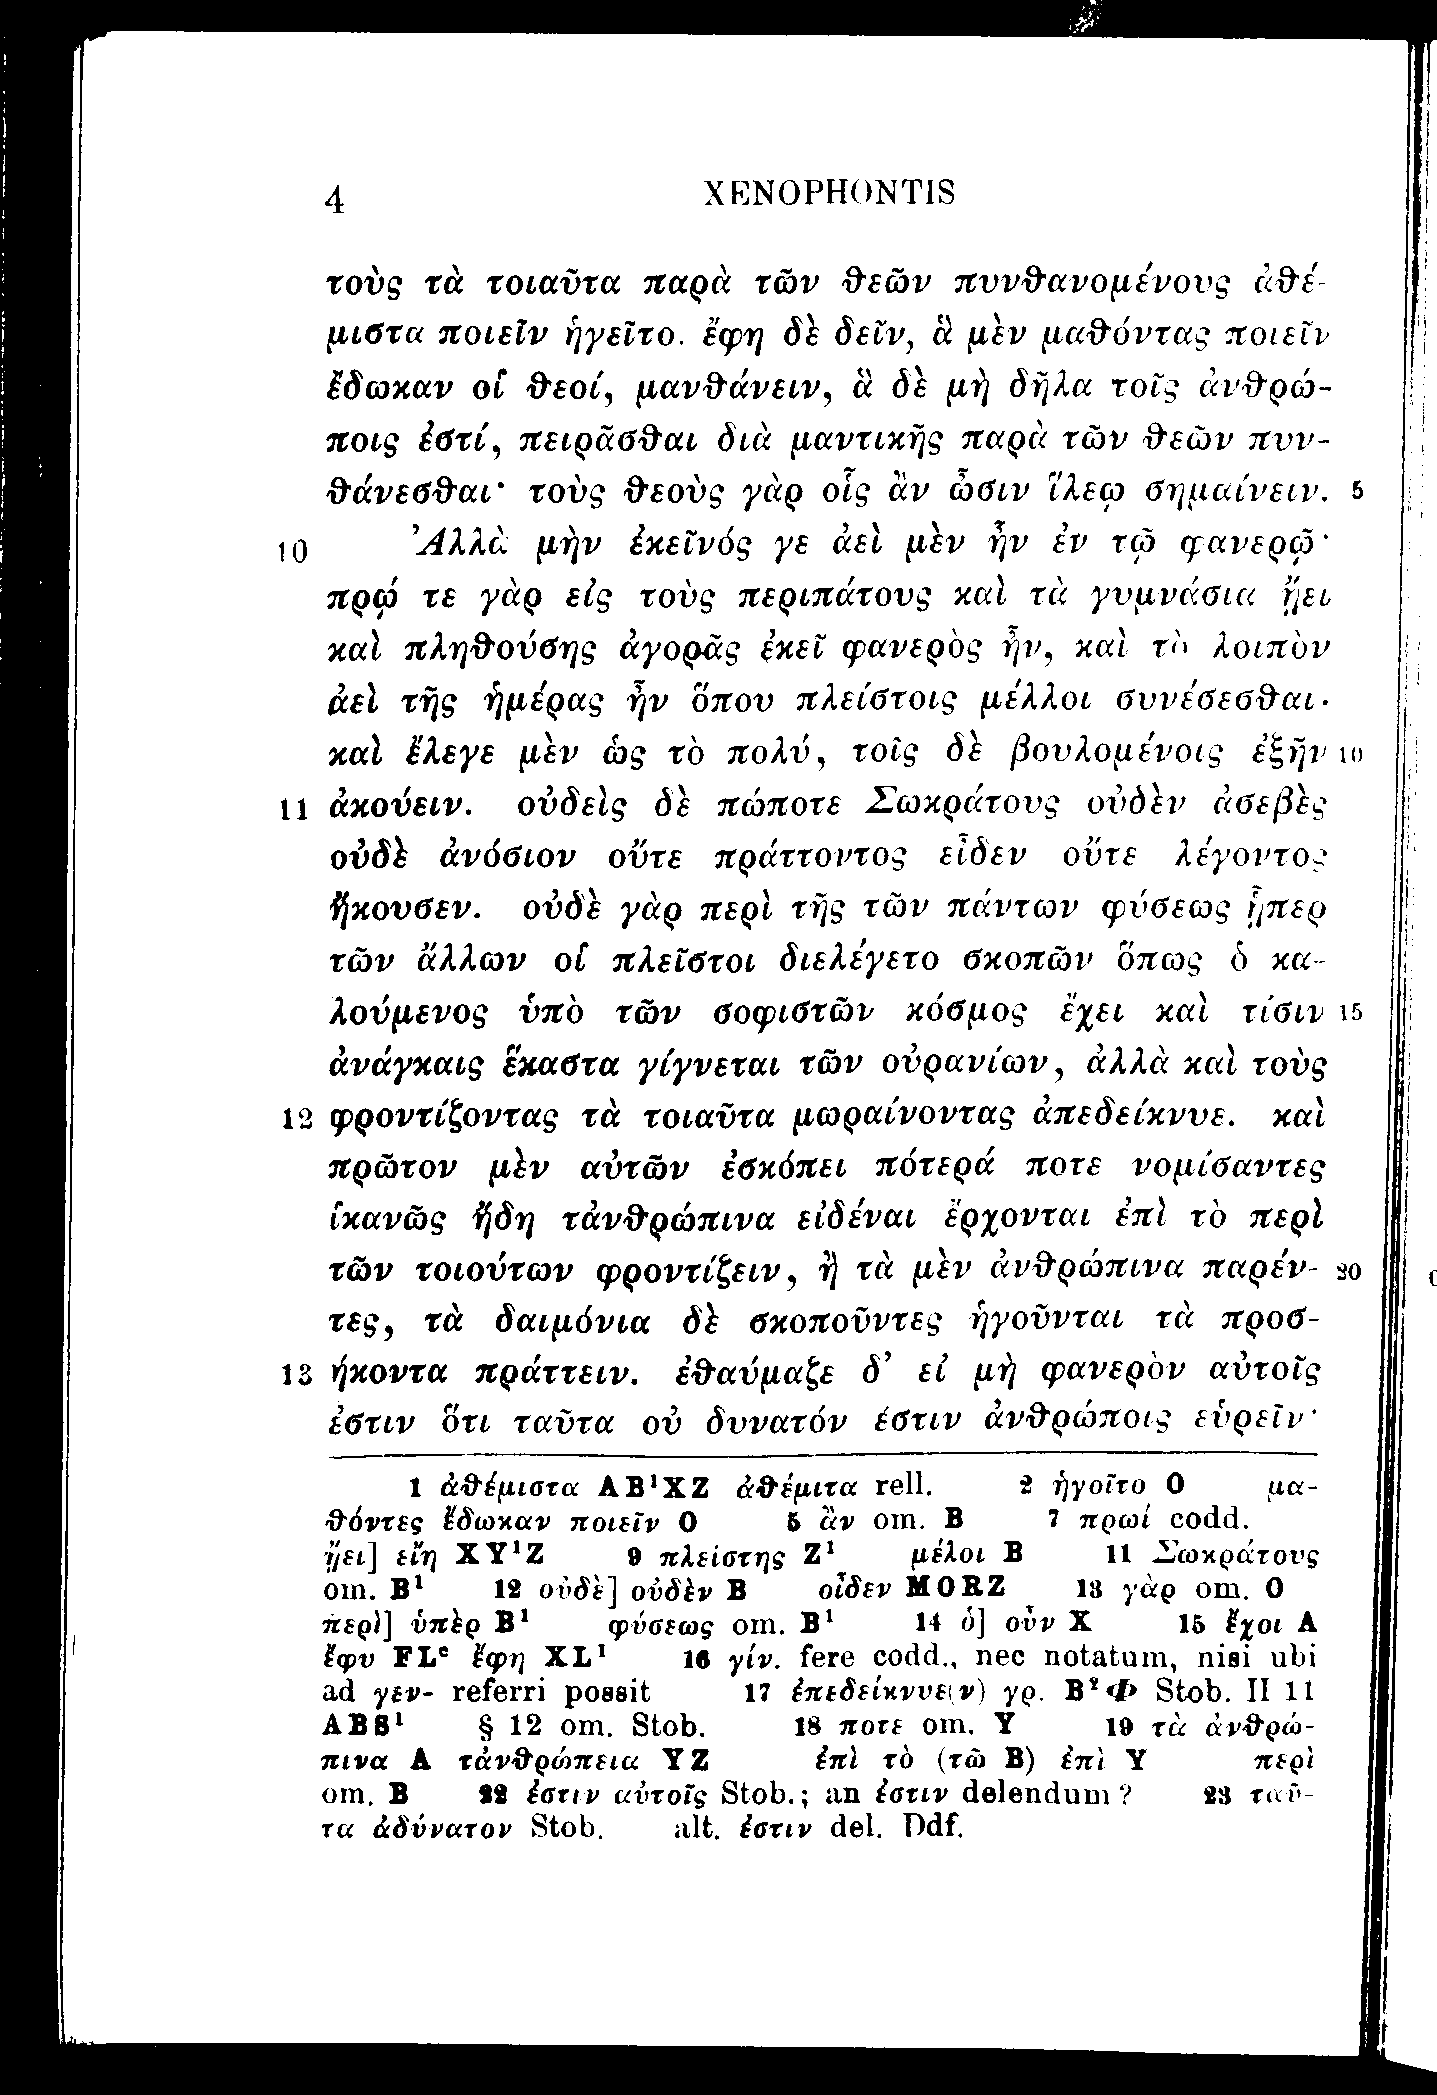 4 XENOPHONTIS
τοὺς τὰ τοιαῦτα παρὰ τῶν θεῶν πυνθανομένους ἀθέ-
μιστα ποιεῖν ἡγεῖτο. ἔφη δὲ δεῖν, ἃ μὲν μαθόντας ποιεῖν
ἔδωκαν οἱ θεοί, μανθάνειν, ἃ δὲ μὴ δῆλα τοῖς ἀνθρώ-
ποις ἐστί, πειρᾶσθαι διὰ μαντικῆς παρὰ τῶν θεῶν πυν-
θάνεσθαι· τοὺς θεοὺς γὰρ οἷς ἂν ὦσιν ἵλεῳ σημαίνειν. 5
10 Ἀλλὰ μὴν ἐκεῖνός γε ἀεὶ μὲν ἦν ἐν τῷ φανερῷ·
πρῴ τε γὰρ εἰς τοὺς περιπάτους καὶ τὰ γυμνάσια ᾔει
καὶ πληθούσης ἀγορᾶς ἐκεῖ φανερὸς ἦν, καὶ τὸ λοιπὸν
ἀεὶ τῆς ἡμέρας ἦν ὅπου πλείστοις μέλλοι συνέσεσθαι·
καὶ ἔλεγε μὲν ὡς τὸ πολύ, τοῖς δὲ βουλομένοις ἐξῆν 10
11 ἀκούειν. οὐδεὶς δὲ πώποτε Σωκράτους οὐδὲν ἀσεβὲς
οὐδὲ ἀνόσιον οὔτε πράττοντος εἶδεν οὔτε λέγοντος
ἤκουσεν. οὐδὲ γὰρ περὶ τῆς τῶν πάντων φύσεως ᾗπερ
τῶν ἄλλων οἱ πλεῖστοι διελέγετο σκοπῶν ὅπως ὁ κα-
λούμενος ὑπὸ τῶν σοφιστῶν κόσμος ἔχει καὶ τίσιν 15
ἀνάγκαις ἕκαστα γίγνεται τῶν οὐρανίων, ἀλλὰ καὶ τοὺς
12 φροντίζοντας τὰ τοιαῦτα μωραίνοντας ἀπεδείκνυε. καὶ
πρῶτον μὲν αὐτῶν ἐσκόπει πότερά ποτε νομίσαντες
ἱκανῶς ἤδη τἀνθρώπινα εἰδέναι ἔρχονται ἐπὶ τὸ περὶ
τῶν τοιούτων φροντίζειν, ἢ τὰ μὲν ἀνθρώπινα παρέν- 20
τες, τὰ δαιμόνια δὲ σκοποῦντες ἡγοῦνται τὰ προσ-
13 ήκοντα πράττειν. ἐθαύμαζε δ' εἰ μὴ φανερὸν αὐτοῖς
ἐστιν ὅτι ταῦτα οὐ δυνατόν ἐστιν ἀνθρώποις εὑρεῖν·
1 ἀθέμιστα AB¹XZ ἀθέμιτα rell. 2 ἡγοῖτο O μα-
θόντες ἔδωκαν ποιεῖν O 5 ἂν om. B 7 πρωί codd.
ᾔει] εἴη XY¹Z 9 πλείστης Z¹ μέλοι B 11 Σωκράτους
om. B¹ 12 οὐδὲ] οὐδὲν B οἶδεν MORZ 13 γὰρ om. O
περὶ] ὑπὲρ B¹ φύσεως om. B¹ 14 ὁ] οὖν X 15 ἔχοι A
ἔφυ FLᶜ ἔφη XL¹ 16 γίν. fere codd., nec notatum, nisi ubi
ad γεν- referri possit 17 ἐπεδείκνυε(ν) γρ. B²Φ Stob. II 11
ABS¹ § 12 om. Stob. 18 ποτε om. Y 19 τὰ ἀνθρώ-
πινα A τἀνθρώπεια YZ ἐπὶ τὸ (τῶ B) ἐπὶ Y περὶ
om. B 22 ἐστιν αὐτοῖς Stob.; an ἐστιν delendum? 23 ταῦ-
τα ἀδύνατον Stob. alt. ἐστιν del. Ddf.